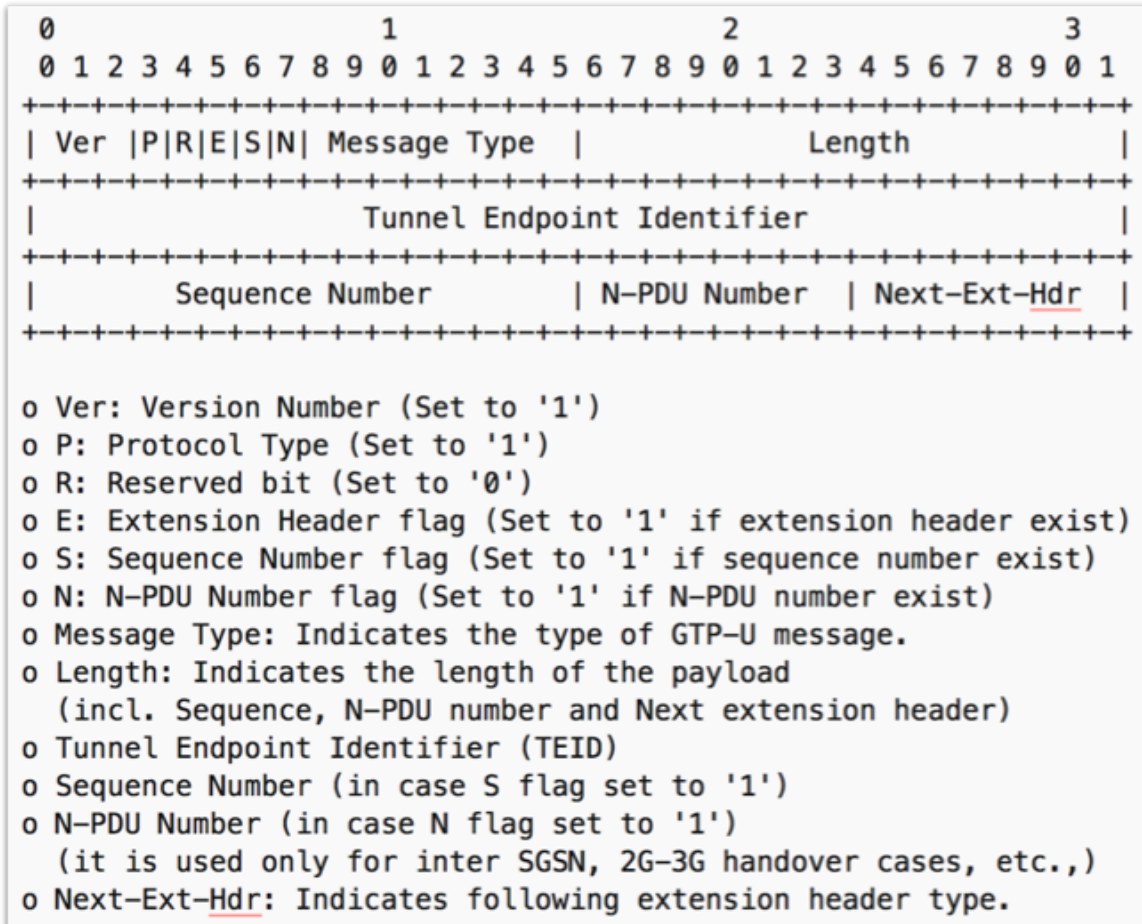 0                   1                   2                   3
0 1 2 3 4 5 6 7 8 9 0 1 2 3 4 5 6 7 8 9 0 1 2 3 4 5 6 7 8 9 0 1
+-+-+-+-+-+-+-+-+-+-+-+-+-+-+-+-+-+-+-+-+-+-+-+-+-+-+-+-+-+-+-+-+
| Ver |P|R|E|S|N| Message Type  |             Length            |
+-+-+-+-+-+-+-+-+-+-+-+-+-+-+-+-+-+-+-+-+-+-+-+-+-+-+-+-+-+-+-+-+
|                   Tunnel Endpoint Identifier                  |
+-+-+-+-+-+-+-+-+-+-+-+-+-+-+-+-+-+-+-+-+-+-+-+-+-+-+-+-+-+-+-+-+
|        Sequence Number        | N-PDU Number  | Next-Ext-Hdr  |
+-+-+-+-+-+-+-+-+-+-+-+-+-+-+-+-+-+-+-+-+-+-+-+-+-+-+-+-+-+-+-+-+
o Ver: Version Number (Set to '1')
o P: Protocol Type (Set to '1')
o R: Reserved bit (Set to '0')
o E: Extension Header flag (Set to '1' if extension header exist)
o S: Sequence Number flag (Set to '1' if sequence number exist)
o N: N-PDU Number flag (Set to '1' if N-PDU number exist)
o Message Type: Indicates the type of GTP-U message.
o Length: Indicates the length of the payload
(incl. Sequence, N-PDU number and Next extension header)
o Tunnel Endpoint Identifier (TEID)
o Sequence Number (in case S flag set to '1')
o N-PDU Number (in case N flag set to '1')
(it is used only for inter SGSN, 2G-3G handover cases, etc.,)
o Next-Ext-Hdr: Indicates following extension header type.